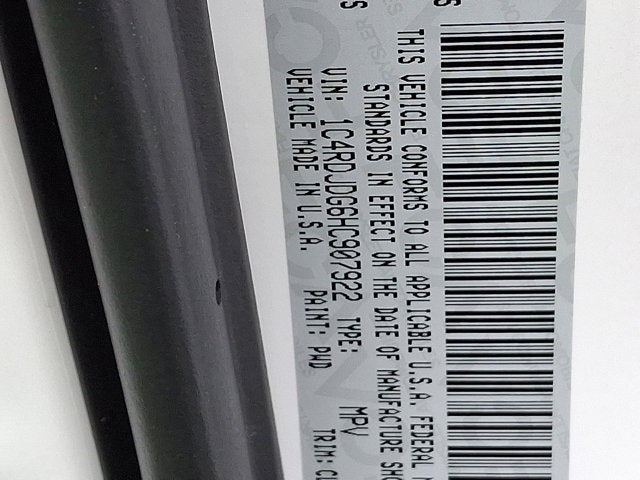 THIS VEHICLE CONFORMS TO ALL APPLICABLE U.S.A. FEDERAL
STANDARDS IN EFFECT ON THE DATE OF MANUFACTURE
VIN: 1C4RDJDG6HC907922 TYPE: MPV
VEHICLE MADE IN U.S.A. PAINT: PWD TRIM: